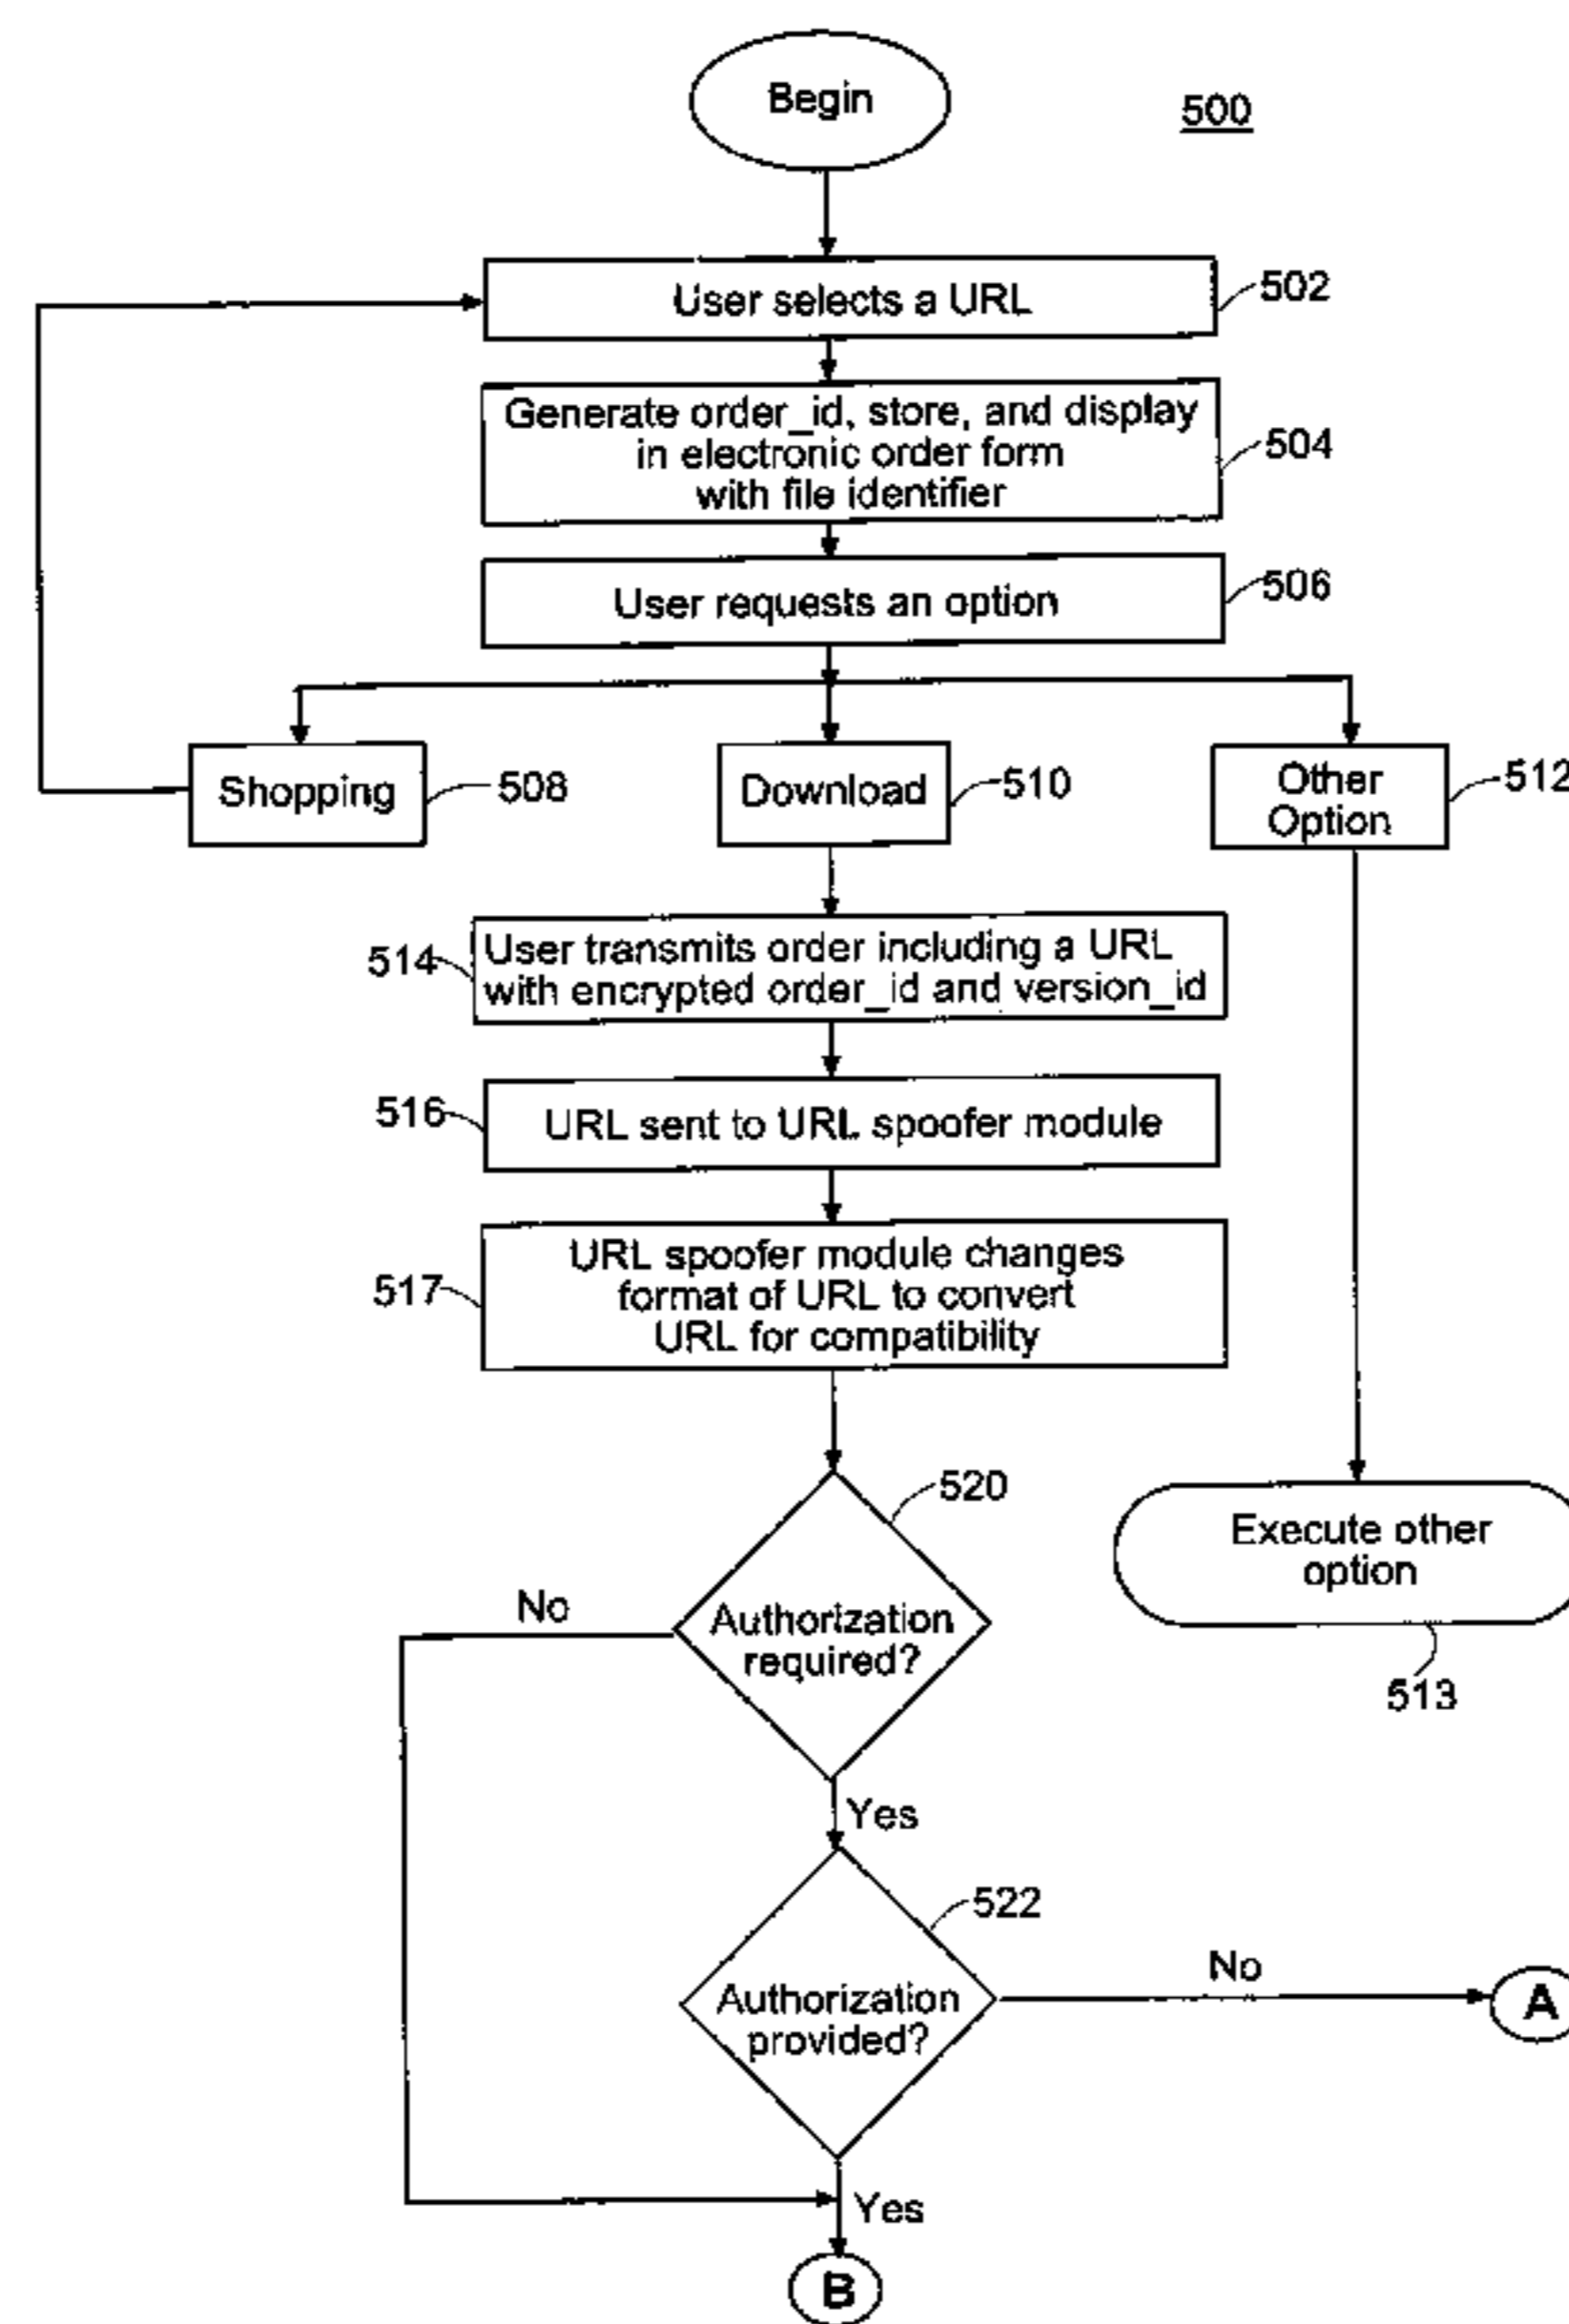 Begin
500
User selects a URL
502
Generate order_id, store, and display
in electronic order form
with file identifier
504
User requests an option
506
Shopping
508
Download
510
Other
Option
512
514
User transmits order including a URL
with encrypted order_id and version_id
516
URL sent to URL spoofer module
517
URL spoofer module changes
format of URL to convert
URL for compatibility
520
Authorization
required?
No
Yes
Execute other
option
513
522
Authorization
provided?
No
A
Yes
B